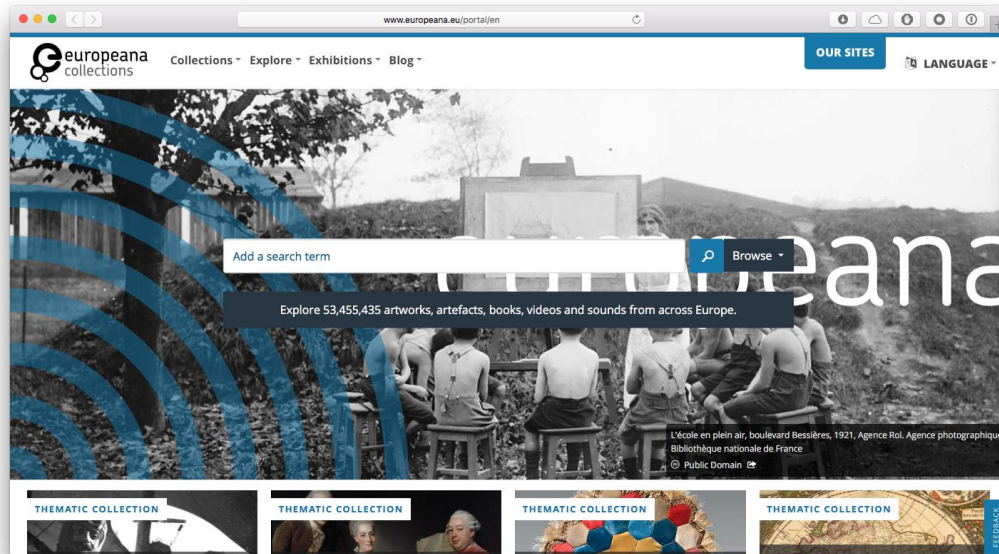 www.europeana.eu/portal/en
europeana
collections
Collections
Explore
Exhibitions
Blog
OUR SITES
LANGUAGE
europeana
Add a search term
Browse
Explore 53,455,435 artworks, artefacts, books, videos and sounds from across Europe.
L'école en plein air, boulevard Bessières, 1921, Agence Rol. Agence photographique
Bibliothèque nationale de France
Public Domain
THEMATIC COLLECTION
THEMATIC COLLECTION
THEMATIC COLLECTION
THEMATIC COLLECTION
FEEDBACK